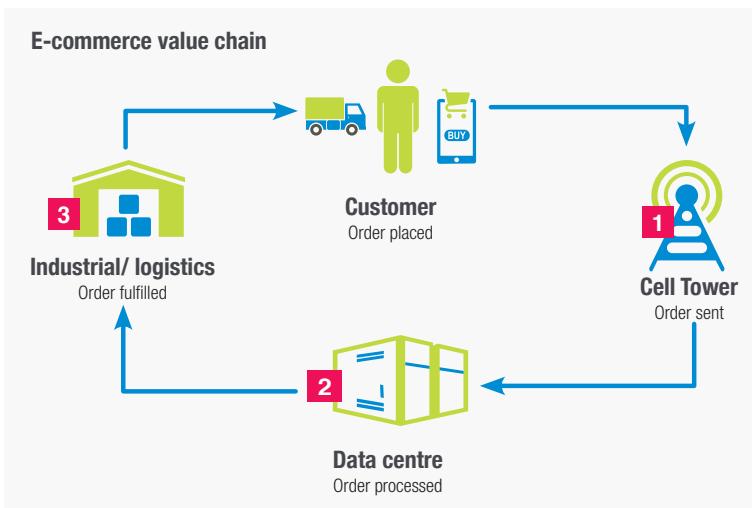 E-commerce value chain
BUY
Customer
Order placed
1
Cell Tower
Order sent
2
Data centre
Order processed
3
Industrial/ logistics
Order fulfilled